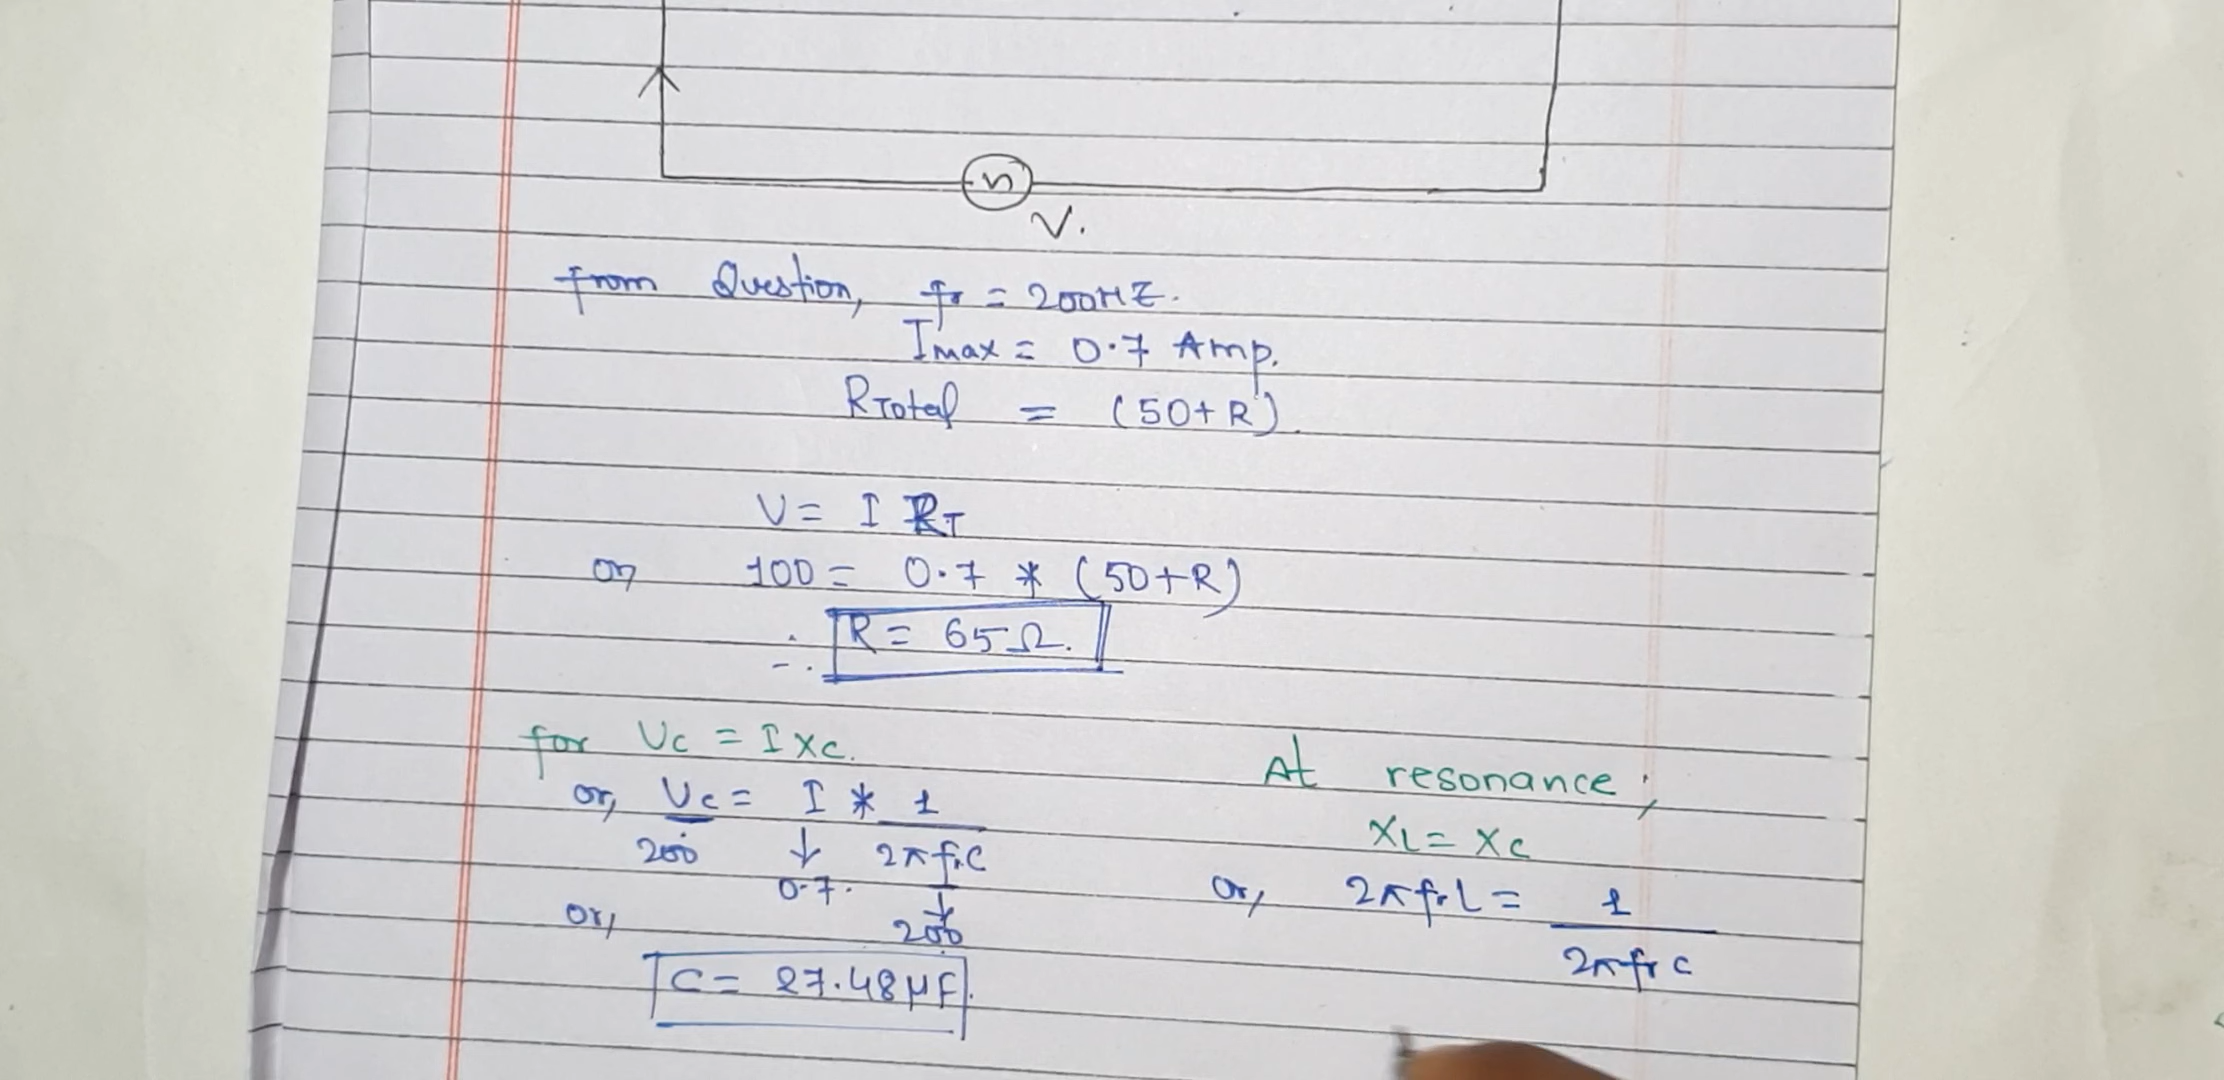 V.
from Question, fr = 200HZ.
Imax = 0.7 Amp.
RTotal = (50+R).
V = I RT
or 100 = 0.7 * (50+R)
∴ R = 65Ω.
for Vc = I Xc.
or, Vc = I * 1
200 ↓ 2πfrC
0.7. ↓
200
or,
C = 27.48μF.
At resonance,
XL = Xc
or, 2πfrL = 1
2πfr C